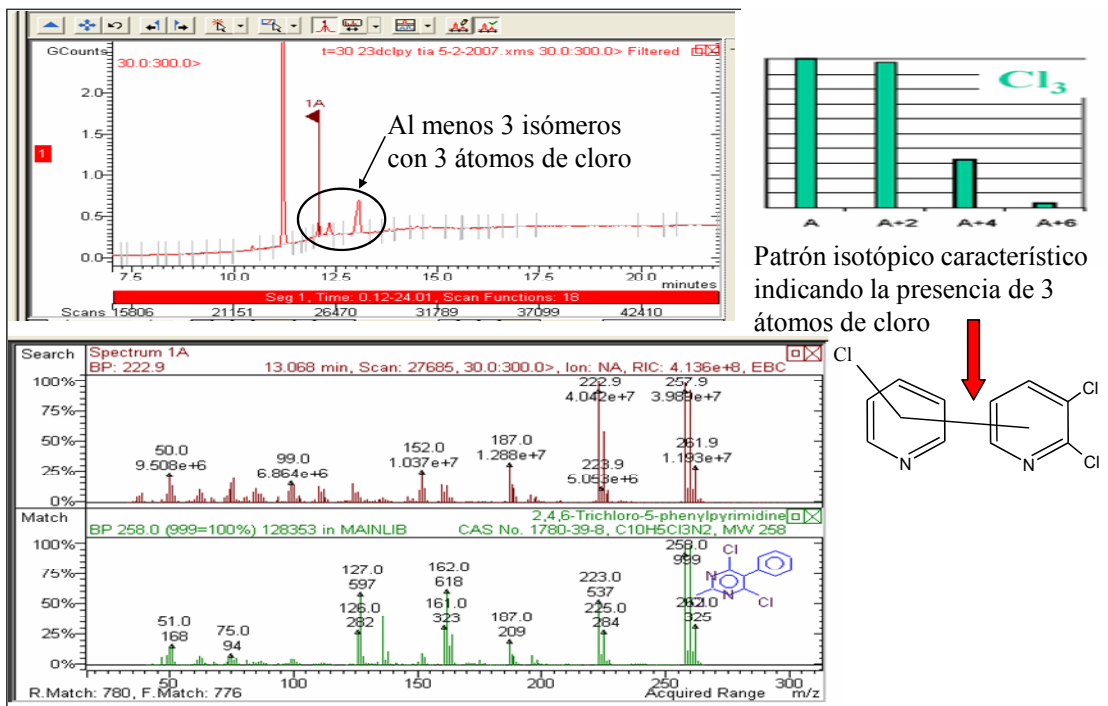 GCounts
t=30 23dclpy tia 5-2-2007.xms 30.0:300.0> Filtered
30.0:300.0>
2.0
1.5
1.0
0.5
0.0
1
1A
Al menos 3 isómeros
con 3 átomos de cloro
7.5 10.0 12.5 15.0 17.5 20.0
minutes
Seg 1, Time: 0.12-24.01, Scan Functions: 18
Scans 15806 21151 26470 31789 37099 42410
Cl3
A A+2 A+4 A+6
Patrón isotópico característico
indicando la presencia de 3
átomos de cloro
Cl
N
N
Cl
Cl
Search
Spectrum 1A
BP: 222.9 13.068 min, Scan: 27685, 30.0:300.0>, Ion: NA, RIC: 4.136e+8, EBC
100%
75%
50%
25%
0%
50.0
9.508e+6
99.0
6.864e+6
152.0
1.037e+7
187.0
1.288e+7
222.9
4.042e+7
223.9
5.053e+6
257.9
3.989e+7
261.9
1.193e+7
Match
2,4,6-Trichloro-5-phenylpyrimidine
BP 258.0 (999=100%) 128353 in MAINLIB CAS No. 1780-39-8, C10H5Cl3N2, MW 258
100%
75%
50%
25%
0%
51.0
168
75.0
94
127.0
597
126.0
282
162.0
618
161.0
323
187.0
209
223.0
537
225.0
284
258.0
999
325
Cl
N
N
Cl
50 100 150 200 250 300
R.Match: 780, F.Match: 776
Acquired Range m/z